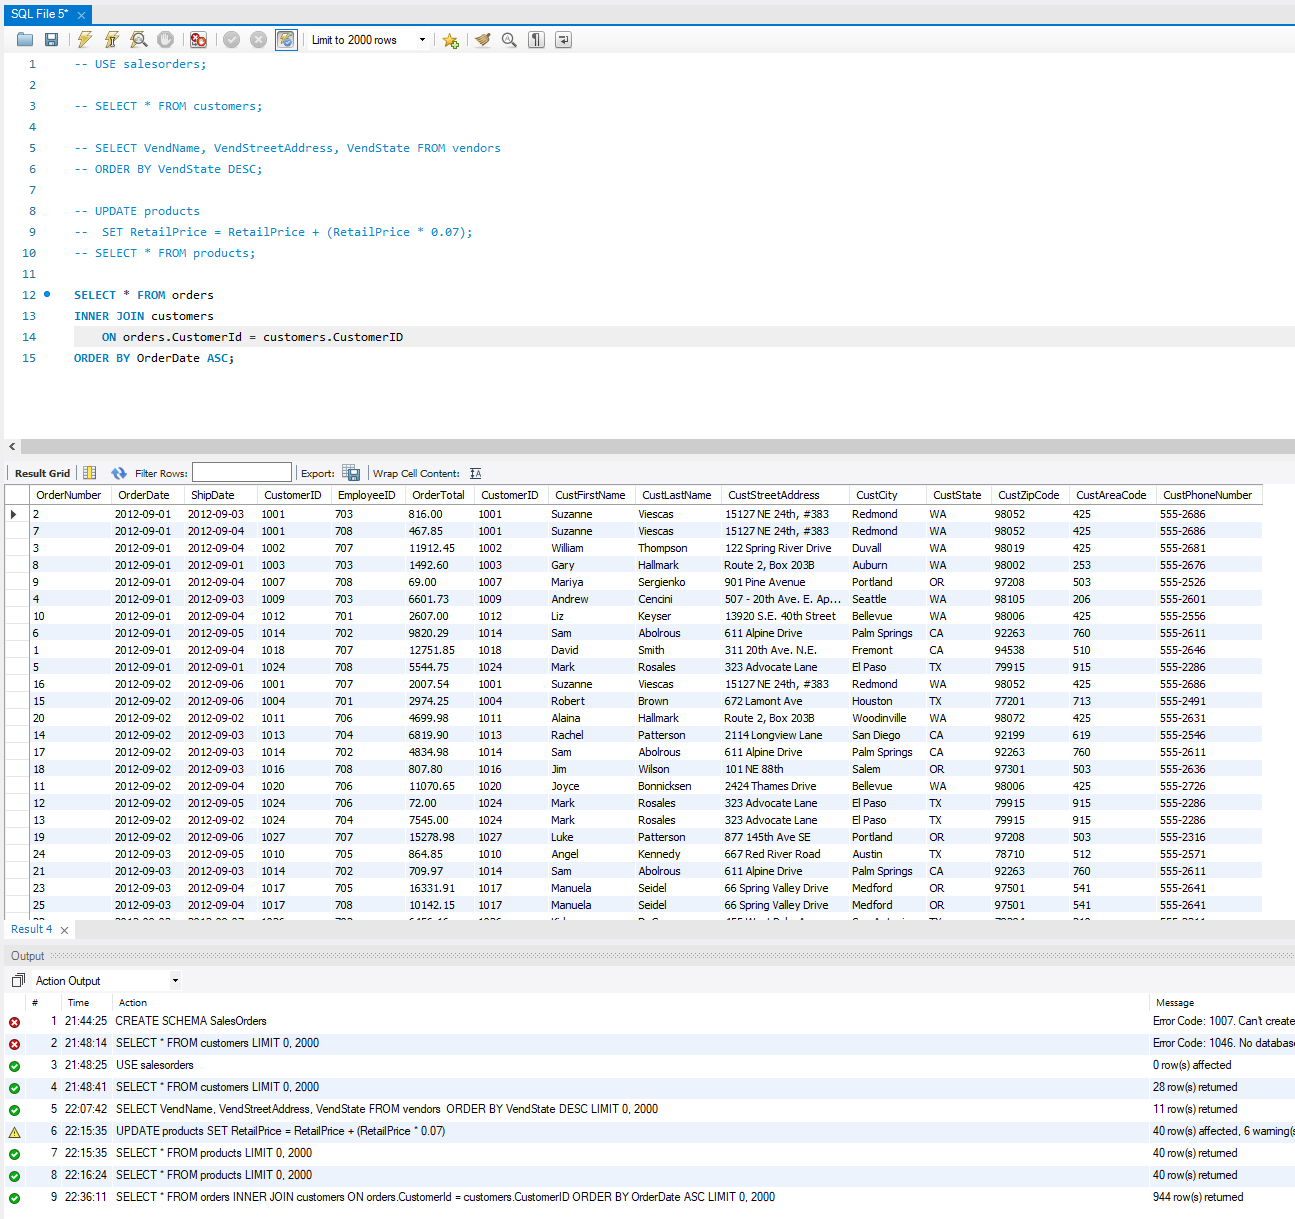 SQL File 5*
Limit to 2000 rows
1 -- USE salesorders;
2
3 -- SELECT * FROM customers;
4
5 -- SELECT VendName, VendStreetAddress, VendState FROM vendors
6 -- ORDER BY VendState DESC;
7
8 -- UPDATE products
9 --  SET RetailPrice = RetailPrice + (RetailPrice * 0.07);
10 -- SELECT * FROM products;
11
12 SELECT * FROM orders
13 INNER JOIN customers
14 ON orders.CustomerId = customers.CustomerID
15 ORDER BY OrderDate ASC;
Result Grid Filter Rows: Export: Wrap Cell Content:
OrderNumber OrderDate ShipDate CustomerID EmployeeID OrderTotal CustomerID CustFirstName CustLastName CustStreetAddress CustCity CustState CustZipCode CustAreaCode CustPhoneNumber
2 2012-09-01 2012-09-03 1001 703 816.00 1001 Suzanne Viescas 15127 NE 24th, #383 Redmond WA 98052 425 555-2686
7 2012-09-01 2012-09-04 1001 708 467.85 1001 Suzanne Viescas 15127 NE 24th, #383 Redmond WA 98052 425 555-2686
3 2012-09-01 2012-09-04 1002 707 11912.45 1002 William Thompson 122 Spring River Drive Duvall WA 98019 425 555-2681
8 2012-09-01 2012-09-01 1003 703 1492.60 1003 Gary Hallmark Route 2, Box 203B Auburn WA 98002 253 555-2676
9 2012-09-01 2012-09-04 1007 708 69.00 1007 Mariya Sergienko 901 Pine Avenue Portland OR 97208 503 555-2526
4 2012-09-01 2012-09-03 1009 703 6601.73 1009 Andrew Cencini 507 - 20th Ave. E. Ap... Seattle WA 98105 206 555-2601
10 2012-09-01 2012-09-04 1012 701 2607.00 1012 Liz Keyser 13920 S.E. 40th Street Bellevue WA 98006 425 555-2556
6 2012-09-01 2012-09-05 1014 702 9820.29 1014 Sam Abolrous 611 Alpine Drive Palm Springs CA 92263 760 555-2611
1 2012-09-01 2012-09-04 1018 707 12751.85 1018 David Smith 311 20th Ave. N.E. Fremont CA 94538 510 555-2646
5 2012-09-01 2012-09-01 1024 708 5544.75 1024 Mark Rosales 323 Advocate Lane El Paso TX 79915 915 555-2286
16 2012-09-02 2012-09-06 1001 707 2007.54 1001 Suzanne Viescas 15127 NE 24th, #383 Redmond WA 98052 425 555-2686
15 2012-09-02 2012-09-06 1004 701 2974.25 1004 Robert Brown 672 Lamont Ave Houston TX 77201 713 555-2491
20 2012-09-02 2012-09-02 1011 706 4699.98 1011 Alaina Hallmark Route 2, Box 203B Woodinville WA 98072 425 555-2631
14 2012-09-02 2012-09-03 1013 704 6819.90 1013 Rachel Patterson 2114 Longview Lane San Diego CA 92199 619 555-2546
17 2012-09-02 2012-09-03 1014 702 4834.98 1014 Sam Abolrous 611 Alpine Drive Palm Springs CA 92263 760 555-2611
18 2012-09-02 2012-09-03 1016 708 807.80 1016 Jim Wilson 101 NE 88th Salem OR 97301 503 555-2636
11 2012-09-02 2012-09-04 1020 706 11070.65 1020 Joyce Bonnicksen 2424 Thames Drive Bellevue WA 98006 425 555-2726
12 2012-09-02 2012-09-05 1024 706 72.00 1024 Mark Rosales 323 Advocate Lane El Paso TX 79915 915 555-2286
13 2012-09-02 2012-09-02 1024 704 7545.00 1024 Mark Rosales 323 Advocate Lane El Paso TX 79915 915 555-2286
19 2012-09-02 2012-09-06 1027 707 15278.98 1027 Luke Patterson 877 145th Ave SE Portland OR 97208 503 555-2316
24 2012-09-03 2012-09-05 1010 705 864.85 1010 Angel Kennedy 667 Red River Road Austin TX 78710 512 555-2571
21 2012-09-03 2012-09-03 1014 702 709.97 1014 Sam Abolrous 611 Alpine Drive Palm Springs CA 92263 760 555-2611
23 2012-09-03 2012-09-04 1017 705 16331.91 1017 Manuela Seidel 66 Spring Valley Drive Medford OR 97501 541 555-2641
25 2012-09-03 2012-09-04 1017 708 10142.15 1017 Manuela Seidel 66 Spring Valley Drive Medford OR 97501 541 555-2641
Result 4
Output
Action Output
# Time Action Message
1 21:44:25 CREATE SCHEMA SalesOrders Error Code: 1007. Can't create
2 21:48:14 SELECT * FROM customers LIMIT 0, 2000 Error Code: 1046. No database
3 21:48:25 USE salesorders 0 row(s) affected
4 21:48:41 SELECT * FROM customers LIMIT 0, 2000 28 row(s) returned
5 22:07:42 SELECT VendName, VendStreetAddress, VendState FROM vendors  ORDER BY VendState DESC LIMIT 0, 2000 11 row(s) returned
6 22:15:35 UPDATE products SET RetailPrice = RetailPrice + (RetailPrice * 0.07) 40 row(s) affected, 6 warning(s
7 22:15:35 SELECT * FROM products LIMIT 0, 2000 40 row(s) returned
8 22:16:24 SELECT * FROM products LIMIT 0, 2000 40 row(s) returned
9 22:36:11 SELECT * FROM orders INNER JOIN customers ON orders.CustomerId = customers.CustomerID ORDER BY OrderDate ASC LIMIT 0, 2000 944 row(s) returned